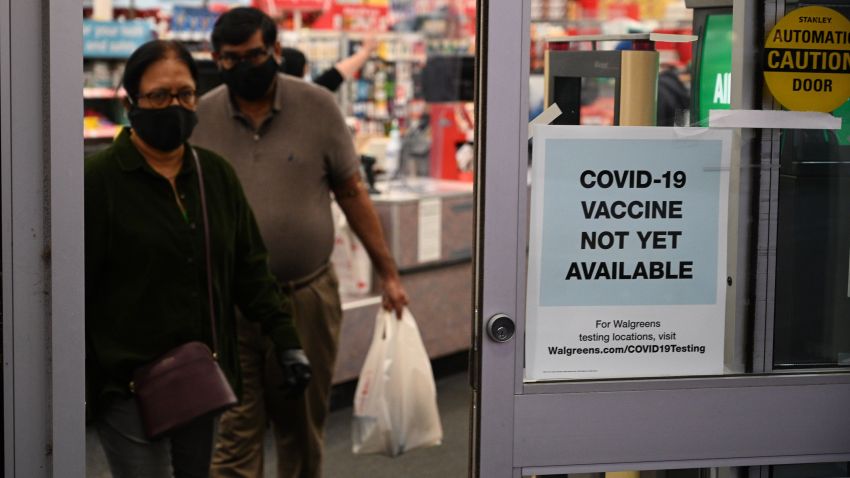 STANLEY
AUTOMATIC
CAUTION
DOOR
COVID-19
VACCINE
NOT YET
AVAILABLE
For Walgreens
testing locations, visit
Walgreens.com/COVID19Testing